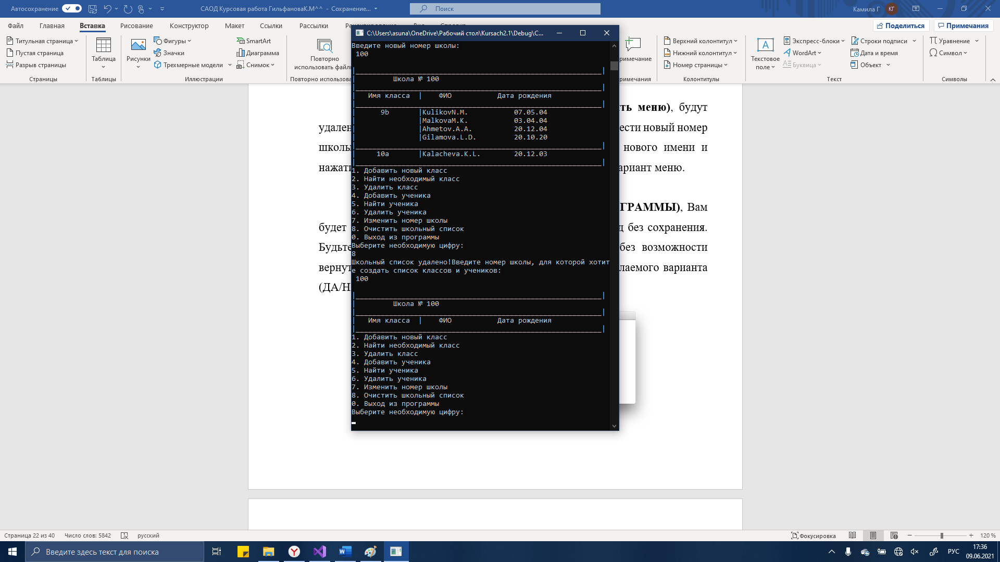 Автосохранение
САОД Курсовая работа ГильфановаК.М^^ - Сохранение...
Поиск
Камила Г
КГ
Файл Главная Вставка Рисование Конструктор Макет Ссылки Рассылки
Поделиться
Примечания
Титульная страница
Пустая страница
Разрыв страницы
Страницы
Таблица
Таблицы
Рисунки
Фигуры
Значки
Трехмерные модели
SmartArt
Диаграмма
Снимок
Иллюстрации
Повторно
использовать файлы
Повторно использова
римечание
римечания
Верхний колонтитул
Нижний колонтитул
Номер страницы
Колонтитулы
Текстовое
поле
Экспресс-блоки
WordArt
Буквица
Строки подписи
Дата и время
Объект
Текст
Уравнение
Символ
Символы
C:\Users\asuna\OneDrive\Рабочий стол\Kursach2.1\Debug\C...
Введите новый номер школы:
100
Школа № 100
Имя класса | ФИО Дата рождения
9b |KulikovN.M. 07.05.04
|MalkovaM.K. 03.04.04
|Ahmetov.A.A. 20.12.04
|Gilamova.L.D. 20.10.20
10a |Kalacheva.K.L. 20.12.03
1. Добавить новый класс
2. Найти необходимый класс
3. Удалить класс
4. Добавить ученика
5. Найти ученика
6. Удалить ученика
7. Изменить номер школы
8. Очистить школьный список
0. Выход из программы
Выберите необходимую цифру:
8
Школьный список удалено!Введите номер школы, для которой хотит
е создать список классов и учеников:
100
Школа № 100
Имя класса | ФИО Дата рождения
1. Добавить новый класс
2. Найти необходимый класс
3. Удалить класс
4. Добавить ученика
5. Найти ученика
6. Удалить ученика
7. Изменить номер школы
8. Очистить школьный список
0. Выход из программы
Выберите необходимую цифру:
ть меню), будут
удален ести новый номер
школы нового имени и
нажати ариант меню.
ГРАММЫ), Вам
будет д без сохранения.
Будьте без возможности
вернут лаемого варианта
(ДА/Н
Страница 22 из 40 Число слов: 5842 русский
Фокусировка
120 %
Введите здесь текст для поиска
РУС
17:36
09.06.2021